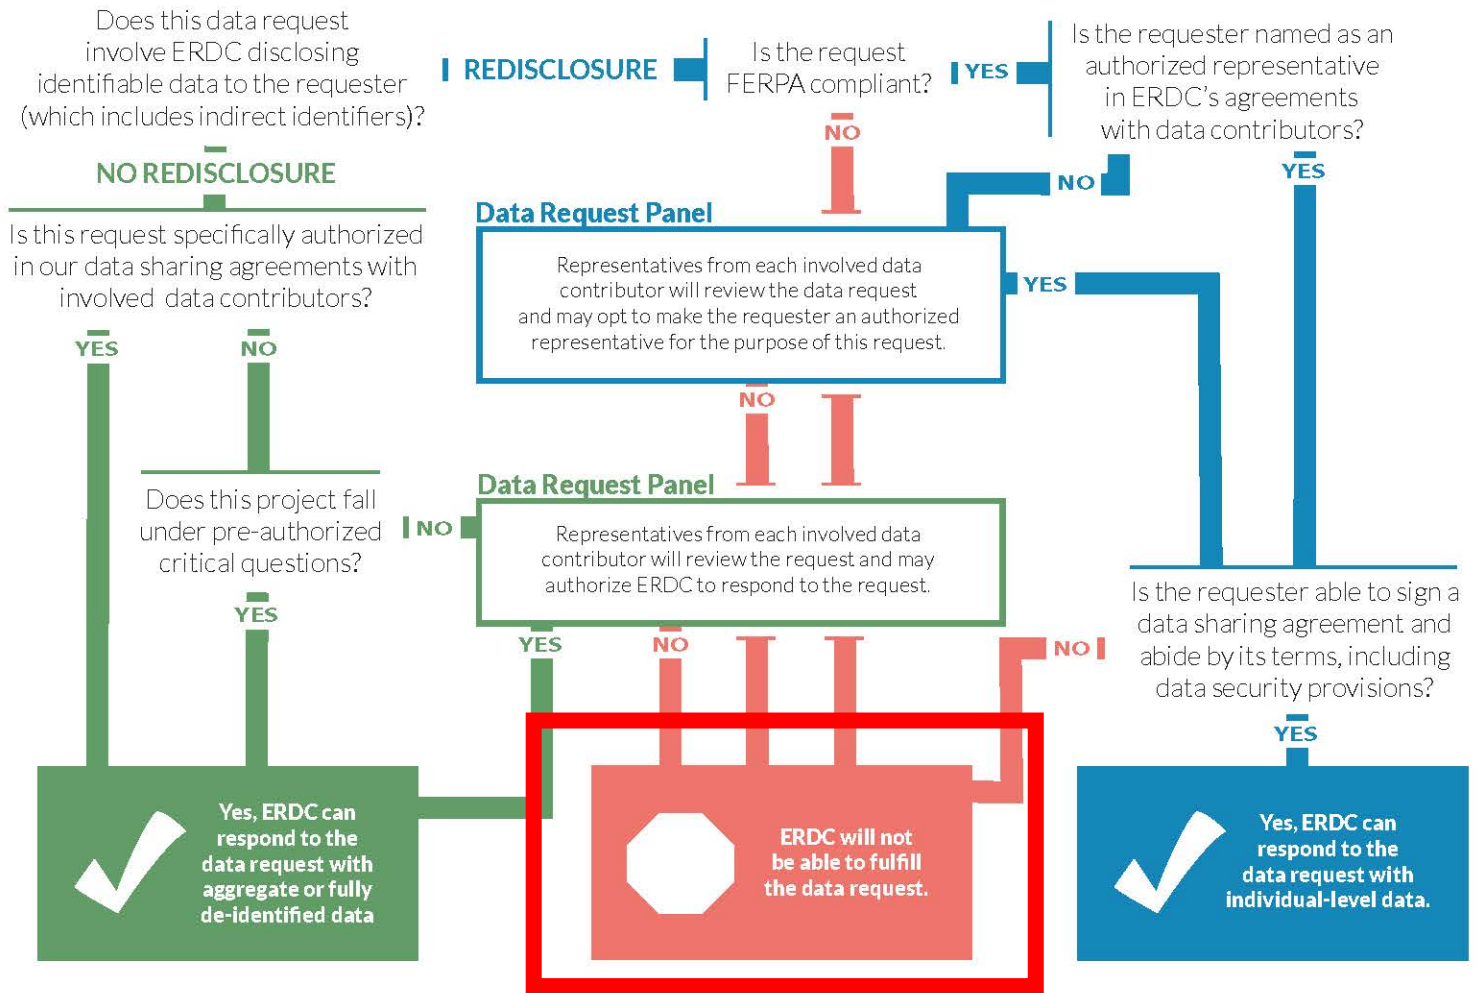 Does this data request
involve ERDC disclosing
identifiable data to the requester
(which includes indirect identifiers)?
REDISCLOSURE
Is the request
FERPA compliant?
YES
Is the requester named as an
authorized representative
in ERDC’s agreements
with data contributors?
NO
NO REDISCLOSURE
NO
YES
Is this request specifically authorized
in our data sharing agreements with
involved data contributors?
Data Request Panel
Representatives from each involved data
contributor will review the data request
and may opt to make the requester an authorized
representative for the purpose of this request.
YES
YES
NO
NO
Does this project fall
under pre-authorized
critical questions?
NO
Data Request Panel
Representatives from each involved data
contributor will review the request and may
authorize ERDC to respond to the request.
YES
YES
NO
NO
Is the requester able to sign a
data sharing agreement and
abide by its terms, including
data security provisions?
YES
Yes, ERDC can
respond to the
data request with
aggregate or fully
de-identified data
ERDC will not
be able to fulfill
the data request.
Yes, ERDC can
respond to the
data request with
individual-level data.